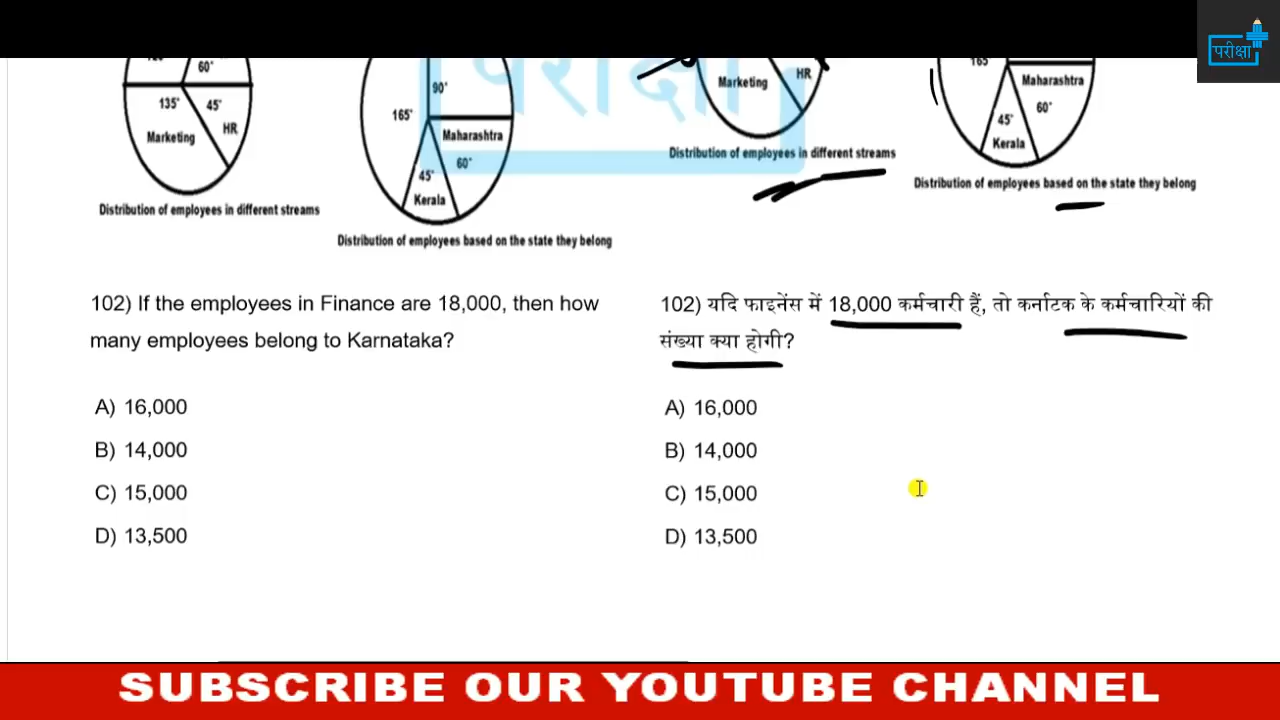 परीक्षा
परीक्षा
60°
135°
45°
HR
Marketing
Distribution of employees in different streams
90°
165°
Maharashtra
60°
45°
Kerala
Distribution of employees based on the state they belong
HR
Marketing
Distribution of employees in different streams
165
Maharashtra
60°
45°
Kerala
Distribution of employees based on the state they belong
102) If the employees in Finance are 18,000, then how
many employees belong to Karnataka?
A) 16,000
B) 14,000
C) 15,000
D) 13,500
102) यदि फाइनेंस में 18,000 कर्मचारी हैं, तो कर्नाटक के कर्मचारियों की
संख्या क्या होगी?
A) 16,000
B) 14,000
C) 15,000
D) 13,500
SUBSCRIBE OUR YOUTUBE CHANNEL